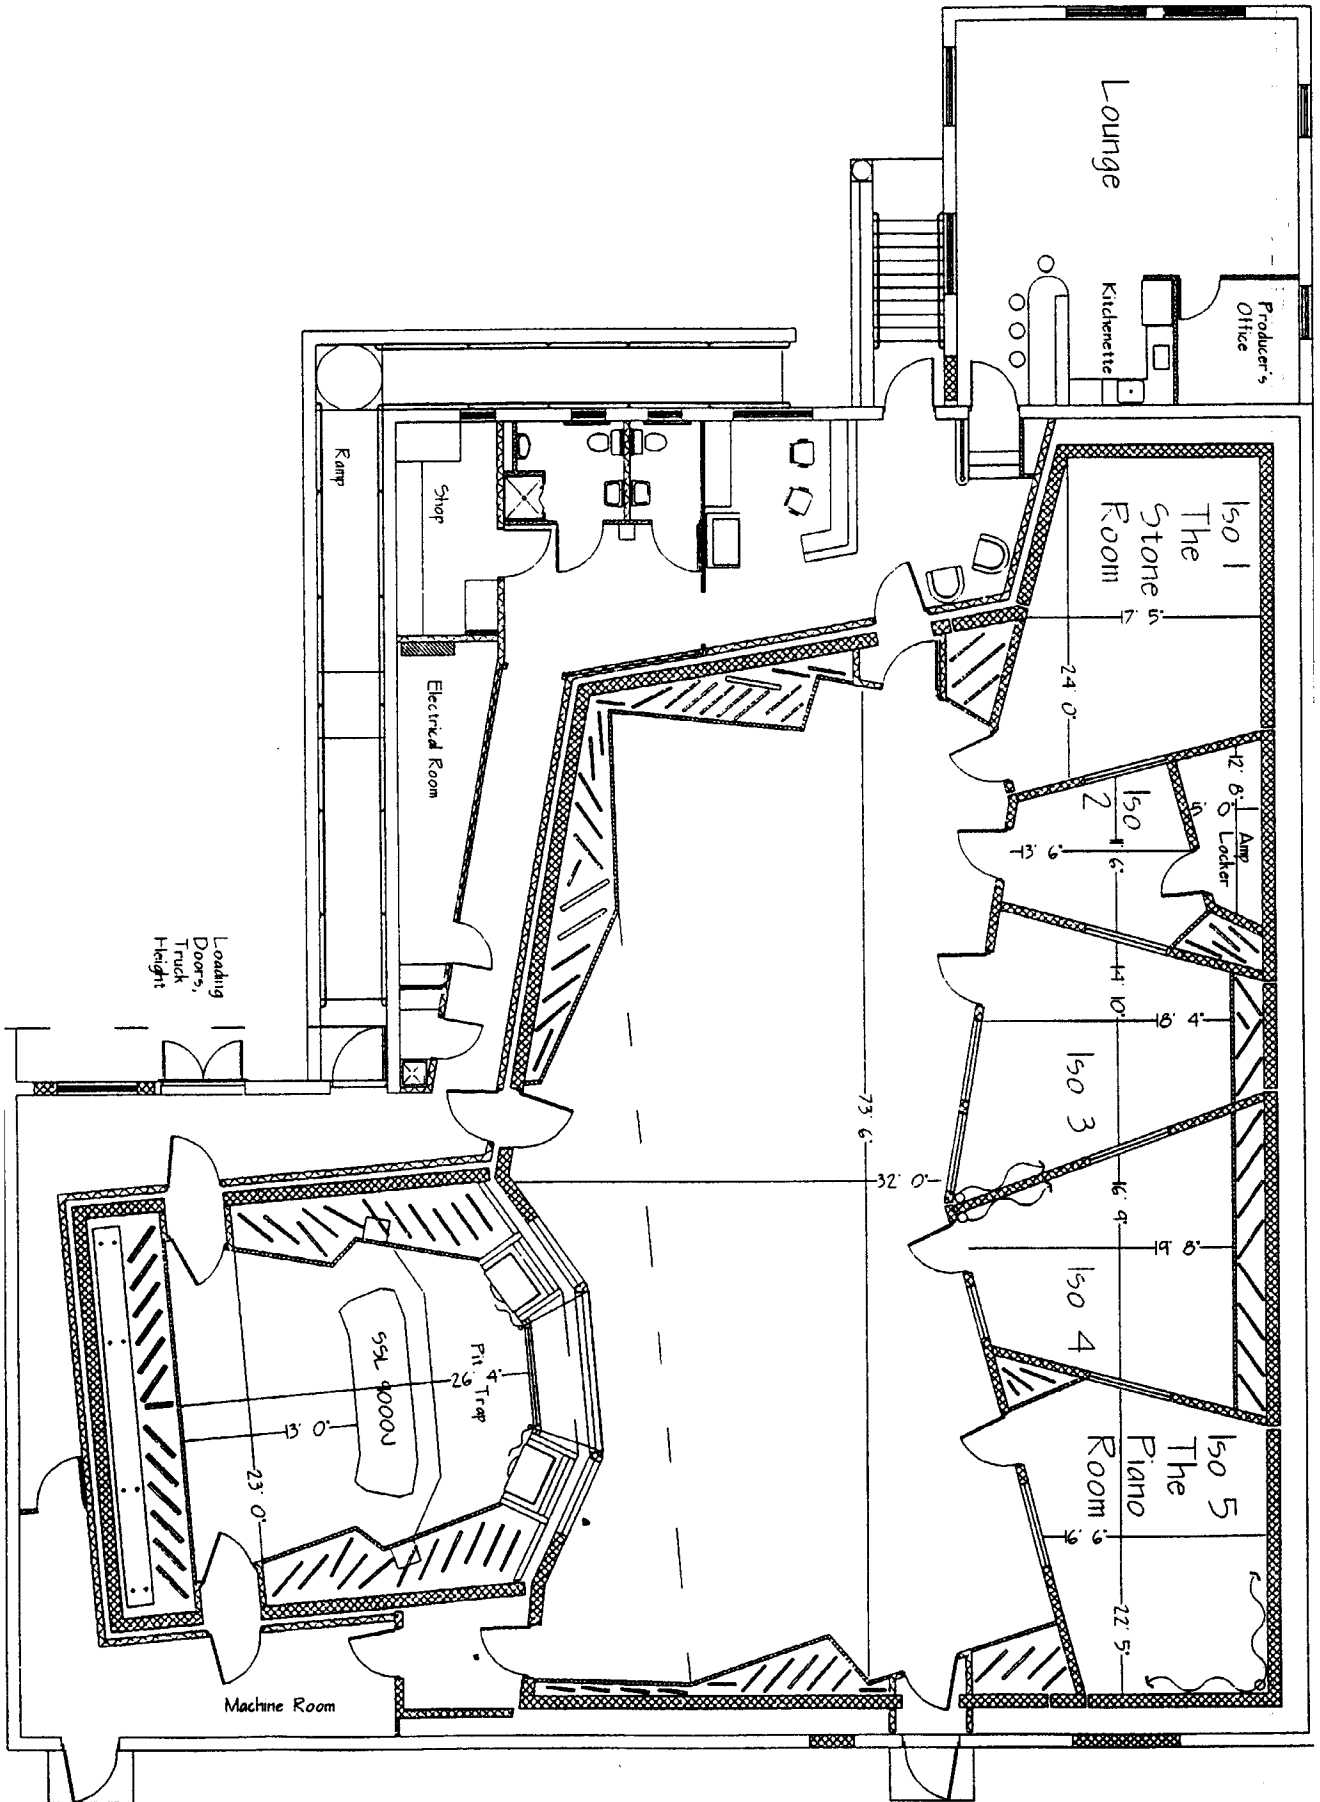 Lounge
Kitchenette
Producer's
Office
Iso 1
The
Stone
Room
17' 5"
24' 0"
Ramp
Shop
Electrical Room
Iso
2
11' 6"
13' 6"
12' 8"
5' 0"
Amp
Locker
Loading
Doors,
Truck
Height
14' 10"
18' 4"
Iso 3
73' 6"
32' 0"
16' 9"
19' 8"
Iso 4
SSL 9000J
Pit Trap
26' 4"
13' 0"
23' 0"
Iso 5
The
Piano
Room
16' 6"
22' 5"
Machine Room